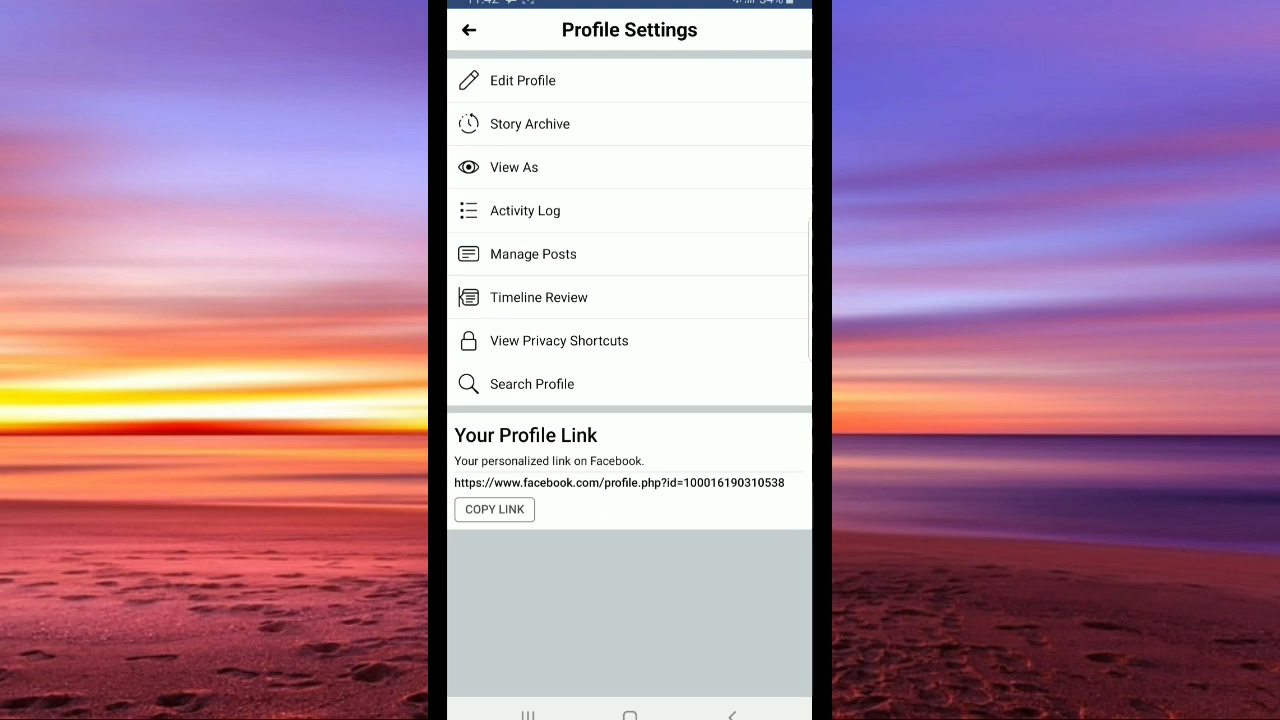 Profile Settings
Edit Profile
Story Archive
View As
Activity Log
Manage Posts
Timeline Review
View Privacy Shortcuts
Search Profile
Your Profile Link
Your personalized link on Facebook.
https://www.facebook.com/profile.php?id=100016190310538
COPY LINK